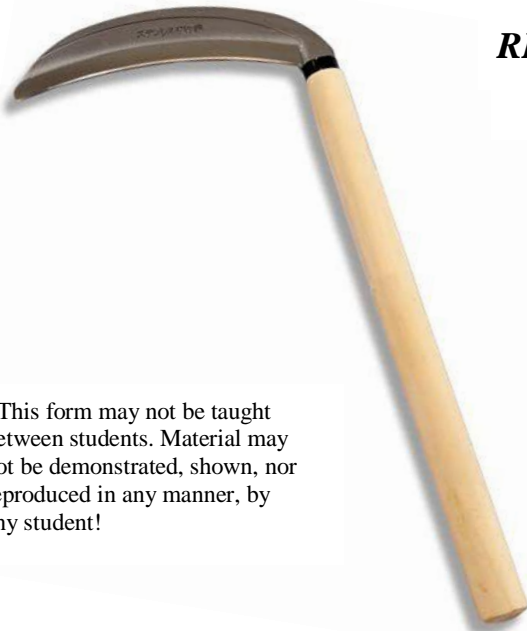 This form may not be taught
etween students. Material may
ot be demonstrated, shown, nor
eproduced in any manner, by
ny student!